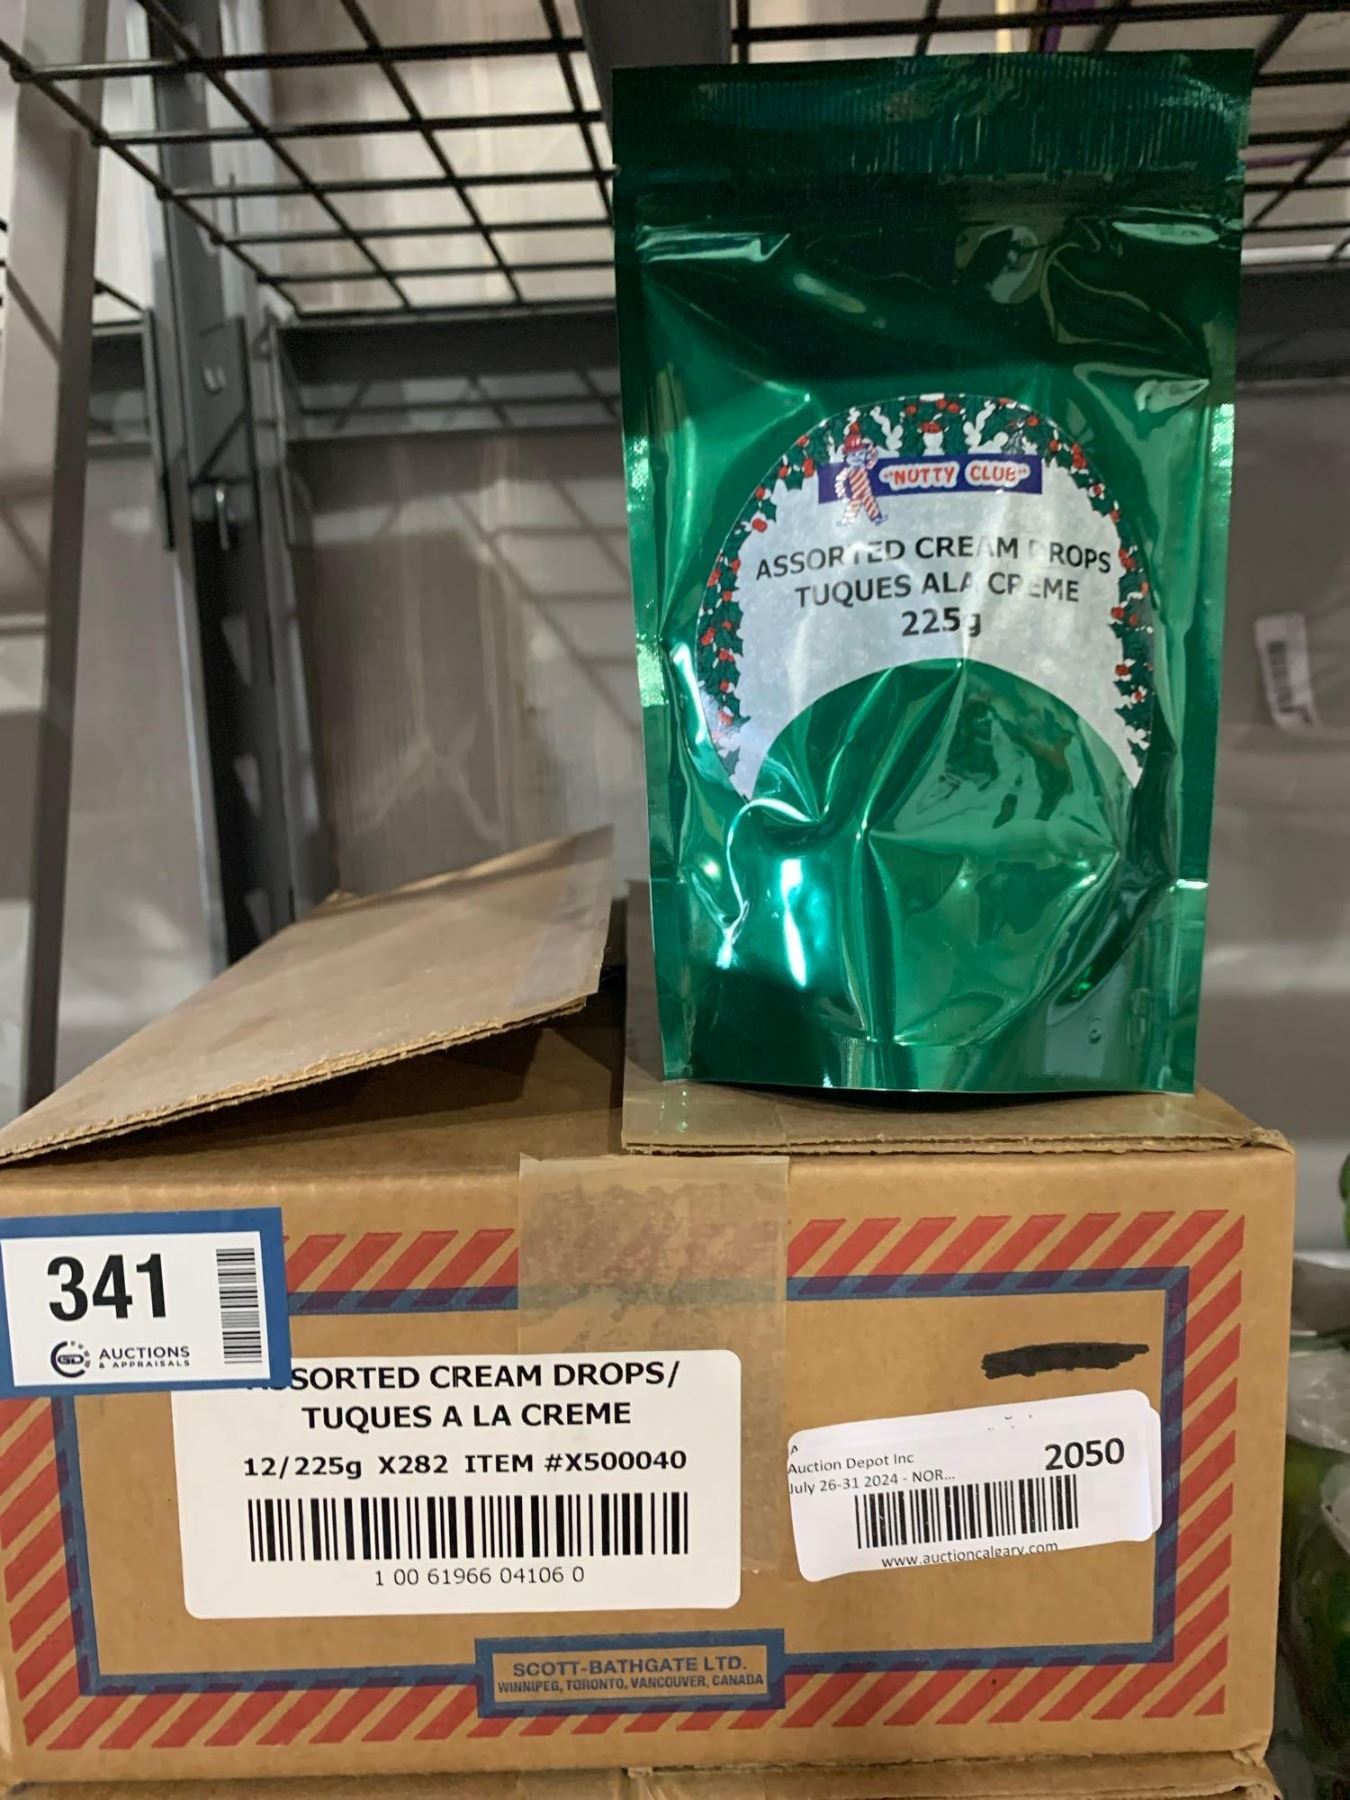 "NUTTY CLUB"
ASSORTED CREAM DROPS
TUQUES ALA CREME
225g
341
GD AUCTIONS
& APPRAISALS
ASSORTED CREAM DROPS/
TUQUES A LA CREME
12/225g X282 ITEM #X500040
1 00 61966 04106 0
A
Auction Depot Inc
July 26-31 2024 - NOR...
2050
www.auctioncalgary.com
SCOTT-BATHGATE LTD.
WINNIPEG, TORONTO, VANCOUVER, CANADA